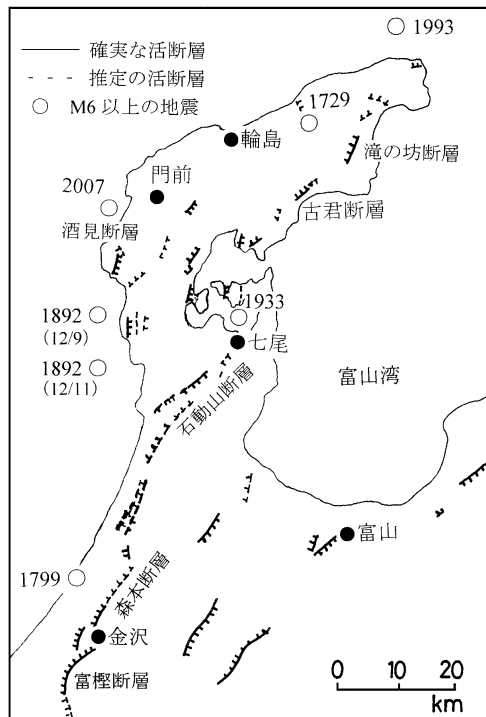 1993
確実な活断層
推定の活断層
M6 以上の地震
1729
輪島
滝の坊断層
門前
2007
古君断層
酒見断層
1933
1892
(12/9)
七尾
1892
(12/11)
富山湾
石動山断層
富山
1799
森本断層
金沢
富樫断層
0 10 20
km